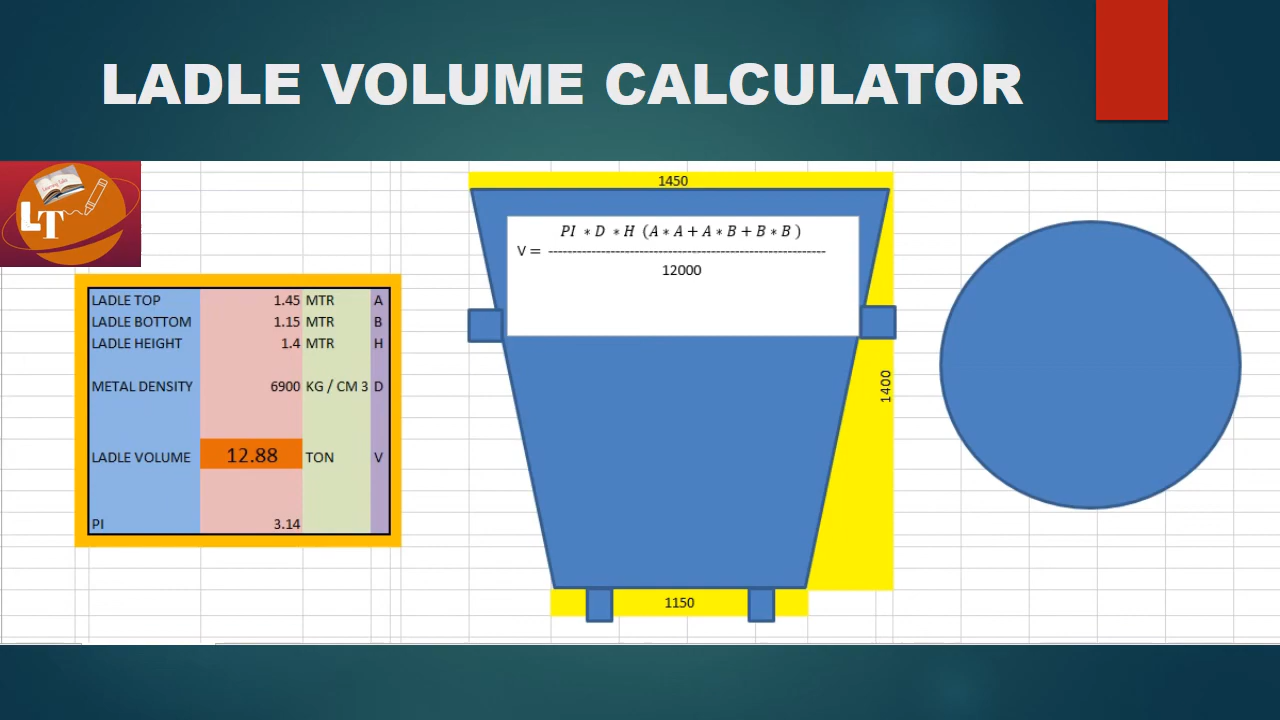 LADLE VOLUME CALCULATOR
LT
LADLE TOP 1.45 MTR A
LADLE BOTTOM 1.15 MTR B
LADLE HEIGHT 1.4 MTR H
METAL DENSITY 6900 KG / CM 3 D
LADLE VOLUME 12.88 TON V
PI 3.14
1450
PI * D * H (A * A + A * B + B * B )
V = ------------------------------------------------------------
12000
1400
1150